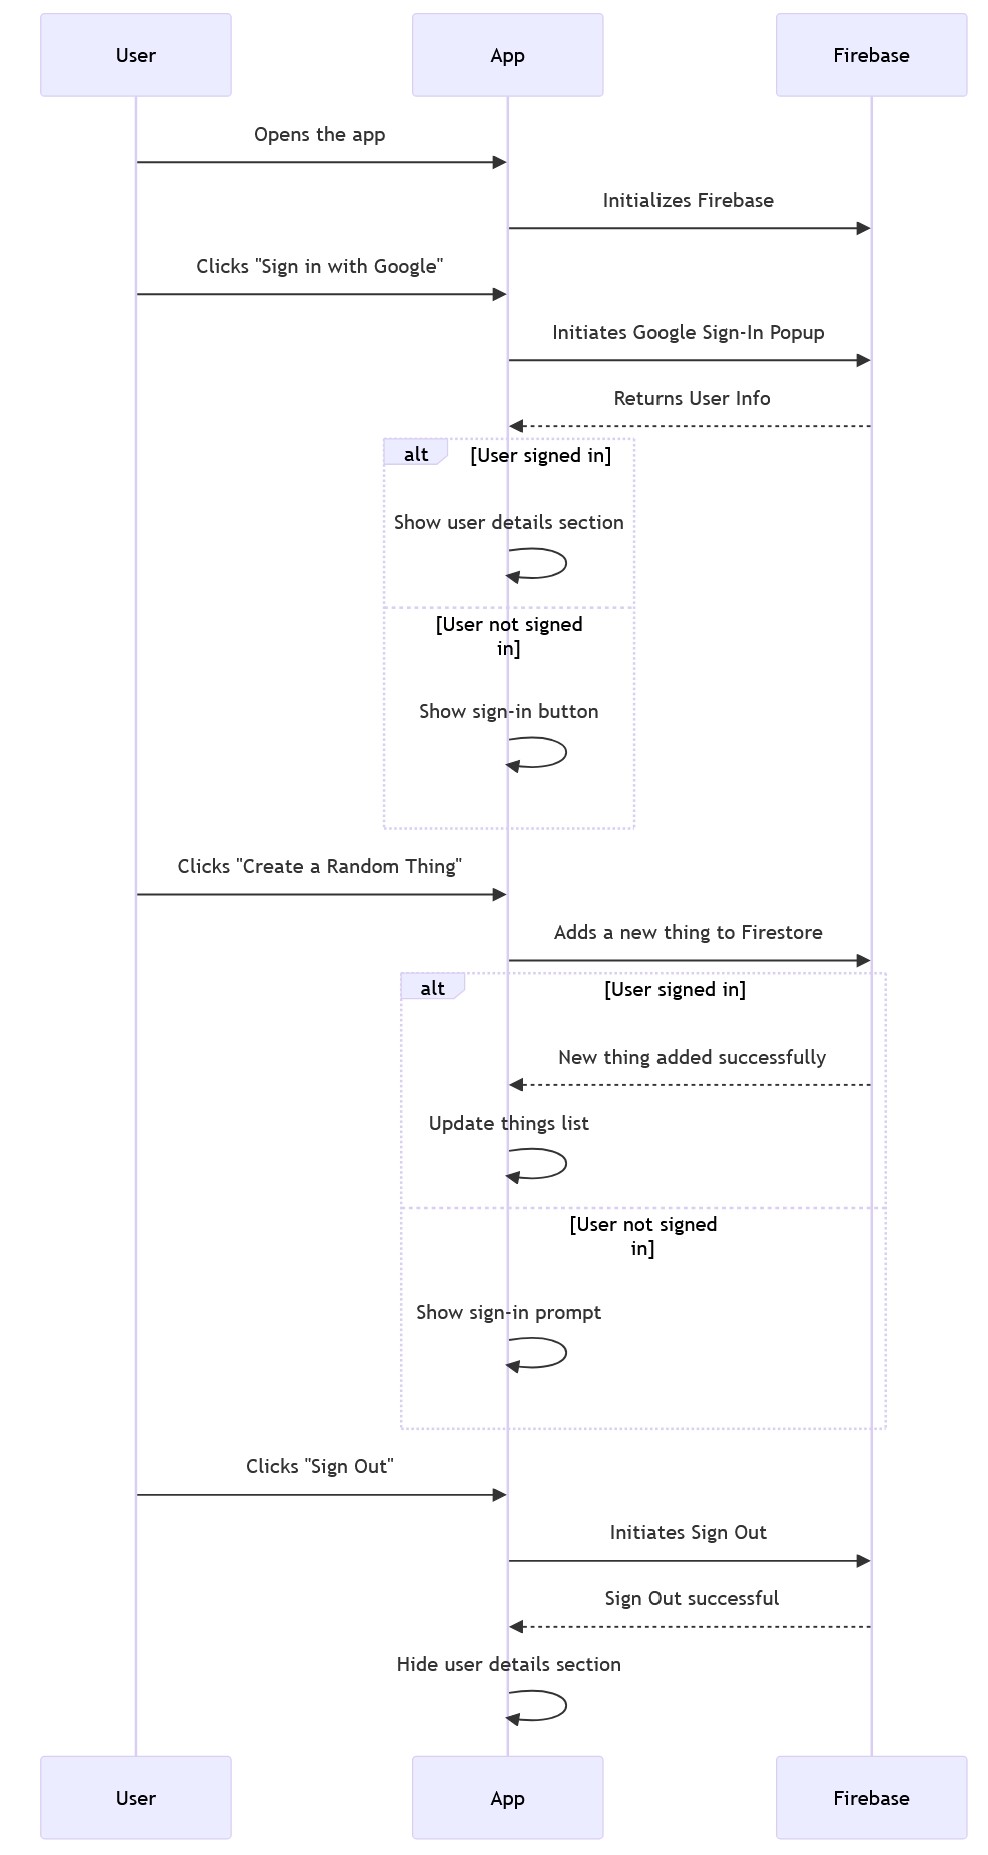 User
App
Firebase
Opens the app
Initializes Firebase
Clicks "Sign in with Google"
Initiates Google Sign-In Popup
Returns User Info
alt
[User signed in]
Show user details section
[User not signed
in]
Show sign-in button
Clicks "Create a Random Thing"
Adds a new thing to Firestore
alt
[User signed in]
New thing added successfully
Update things list
[User not signed
in]
Show sign-in prompt
Clicks "Sign Out"
Initiates Sign Out
Sign Out successful
Hide user details section
User
App
Firebase